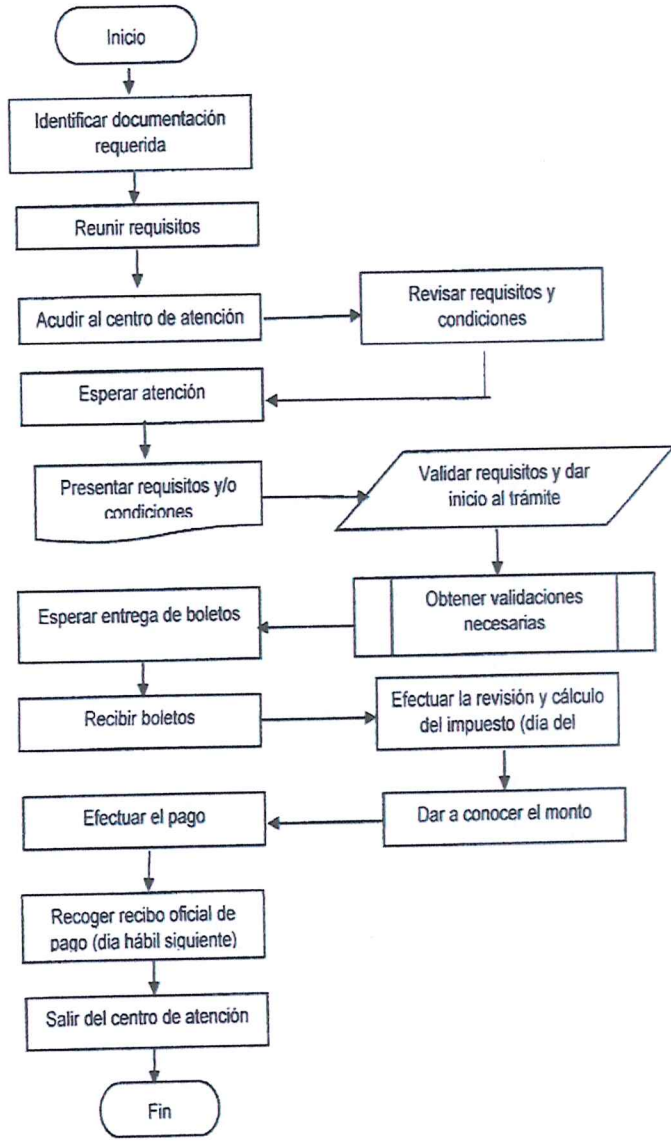 Inicio
Identificar documentación
requerida
Reunir requisitos
Acudir al centro de atención
Revisar requisitos y
condiciones
Esperar atención
Presentar requisitos y/o
condiciones
Validar requisitos y dar
inicio al trámite
Obtener validaciones
necesarias
Esperar entrega de boletos
Recibir boletos
Efectuar la revisión y cálculo
del impuesto (día del
Dar a conocer el monto
Efectuar el pago
Recoger recibo oficial de
pago (dia hábil siguiente)
Salir del centro de atención
Fin